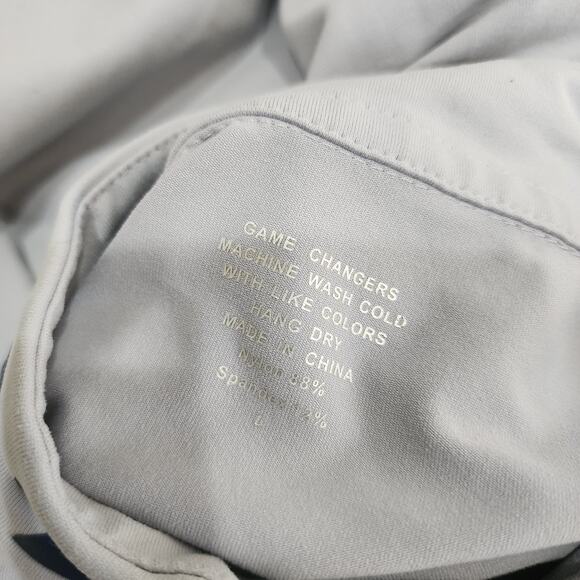 GAME CHANGERS
MACHINE WASH COLD
WITH LIKE COLORS
HANG DRY
MADE IN CHINA
Nylon 88%
Spandex 12%
L